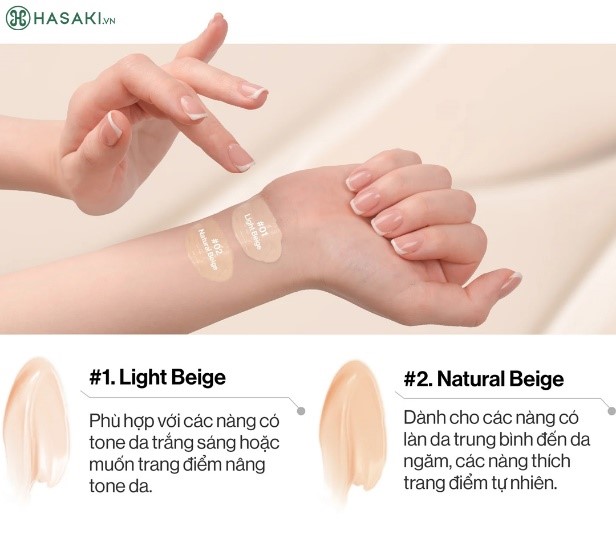 HASAKI.VN
#01
Light Beige
#02
Natural Beige
#1. Light Beige
Phù hợp với các nàng có
tone da trắng sáng hoặc
muốn trang điểm nâng
tone da.
#2. Natural Beige
Dành cho các nàng có
làn da trung bình đến da
ngăm, các nàng thích
trang điểm tự nhiên.